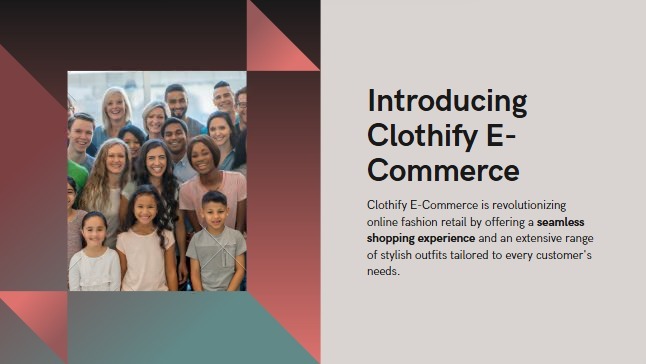 Introducing
Clothify E-
Commerce
Clothify E-Commerce is revolutionizing
online fashion retail by offering a seamless
shopping experience and an extensive range
of stylish outfits tailored to every customer's
needs.